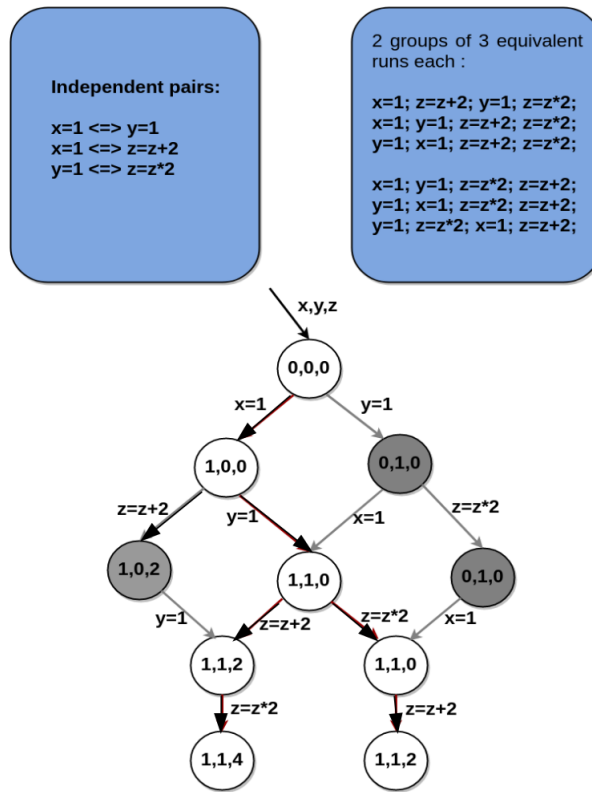 Independent pairs:
x=1 <=> y=1
x=1 <=> z=z+2
y=1 <=> z=z*2
2 groups of 3 equivalent
runs each :
x=1; z=z+2; y=1; z=z*2;
x=1; y=1; z=z+2; z=z*2;
y=1; x=1; z=z+2; z=z*2;
x=1; y=1; z=z*2; z=z+2;
y=1; x=1; z=z*2; z=z+2;
y=1; z=z*2; x=1; z=z+2;
x,y,z
0,0,0
x=1
y=1
1,0,0
0,1,0
z=z+2
y=1
x=1
z=z*2
1,0,2
1,1,0
0,1,0
y=1
z=z+2
z=z*2
x=1
1,1,2
1,1,0
z=z*2
z=z+2
1,1,4
1,1,2